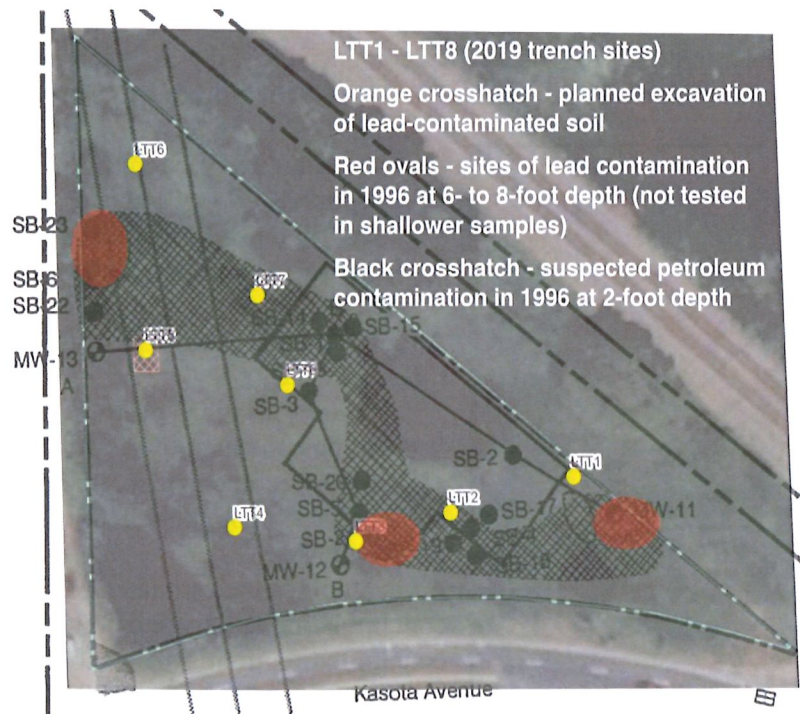 LTT1 - LTT8 (2019 trench sites)
Orange crosshatch - planned excavation
of lead-contaminated soil
Red ovals - sites of lead contamination
in 1996 at 6- to 8-foot depth (not tested
in shallower samples)
Black crosshatch - suspected petroleum
contamination in 1996 at 2-foot depth
LTT6
SB-23
SB-6
SB-22
SB-15
MW-13
A
SB-3
SB-2
LTT1
SB-20
LTT2
SB-17
MW-11
LTT4
MW-12
B
Kasota Avenue